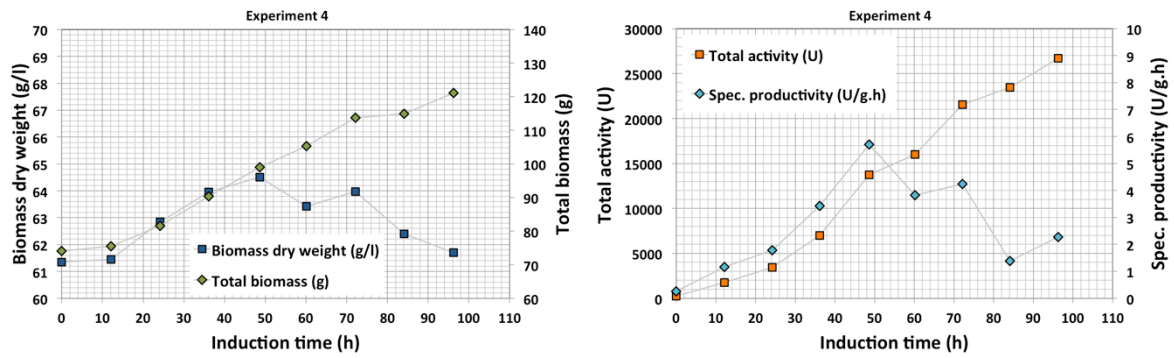 Experiment 4
Biomass dry weight (g/l)
70
69
68
67
66
65
64
63
62
61
60
140
130
120
110
100
90
80
70
60
Total biomass (g)
Biomass dry weight (g/l)
Total biomass (g)
0 10 20 30 40 50 60 70 80 90 100 110
Induction time (h)
Experiment 4
Total activity (U)
30000
25000
20000
15000
10000
5000
0
10
9
8
7
6
5
4
3
2
1
0
Spec. productivity (U/g.h)
Total activity (U)
Spec. productivity (U/g.h)
0 10 20 30 40 50 60 70 80 90 100 110
Induction time (h)